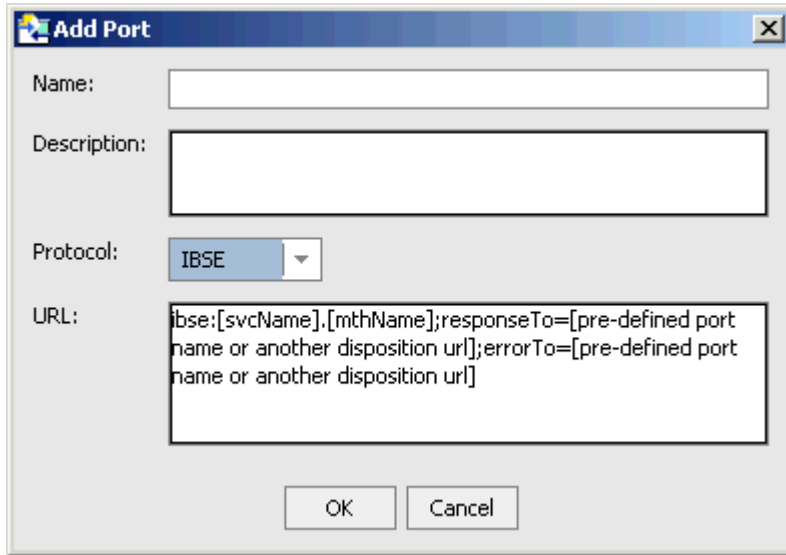 Add Port
Name:
Description:
Protocol:
IBSE
URL:
ibse:[svcName].[mthName];responseTo=[pre-defined port
name or another disposition url];errorTo=[pre-defined port
name or another disposition url]
OK
Cancel